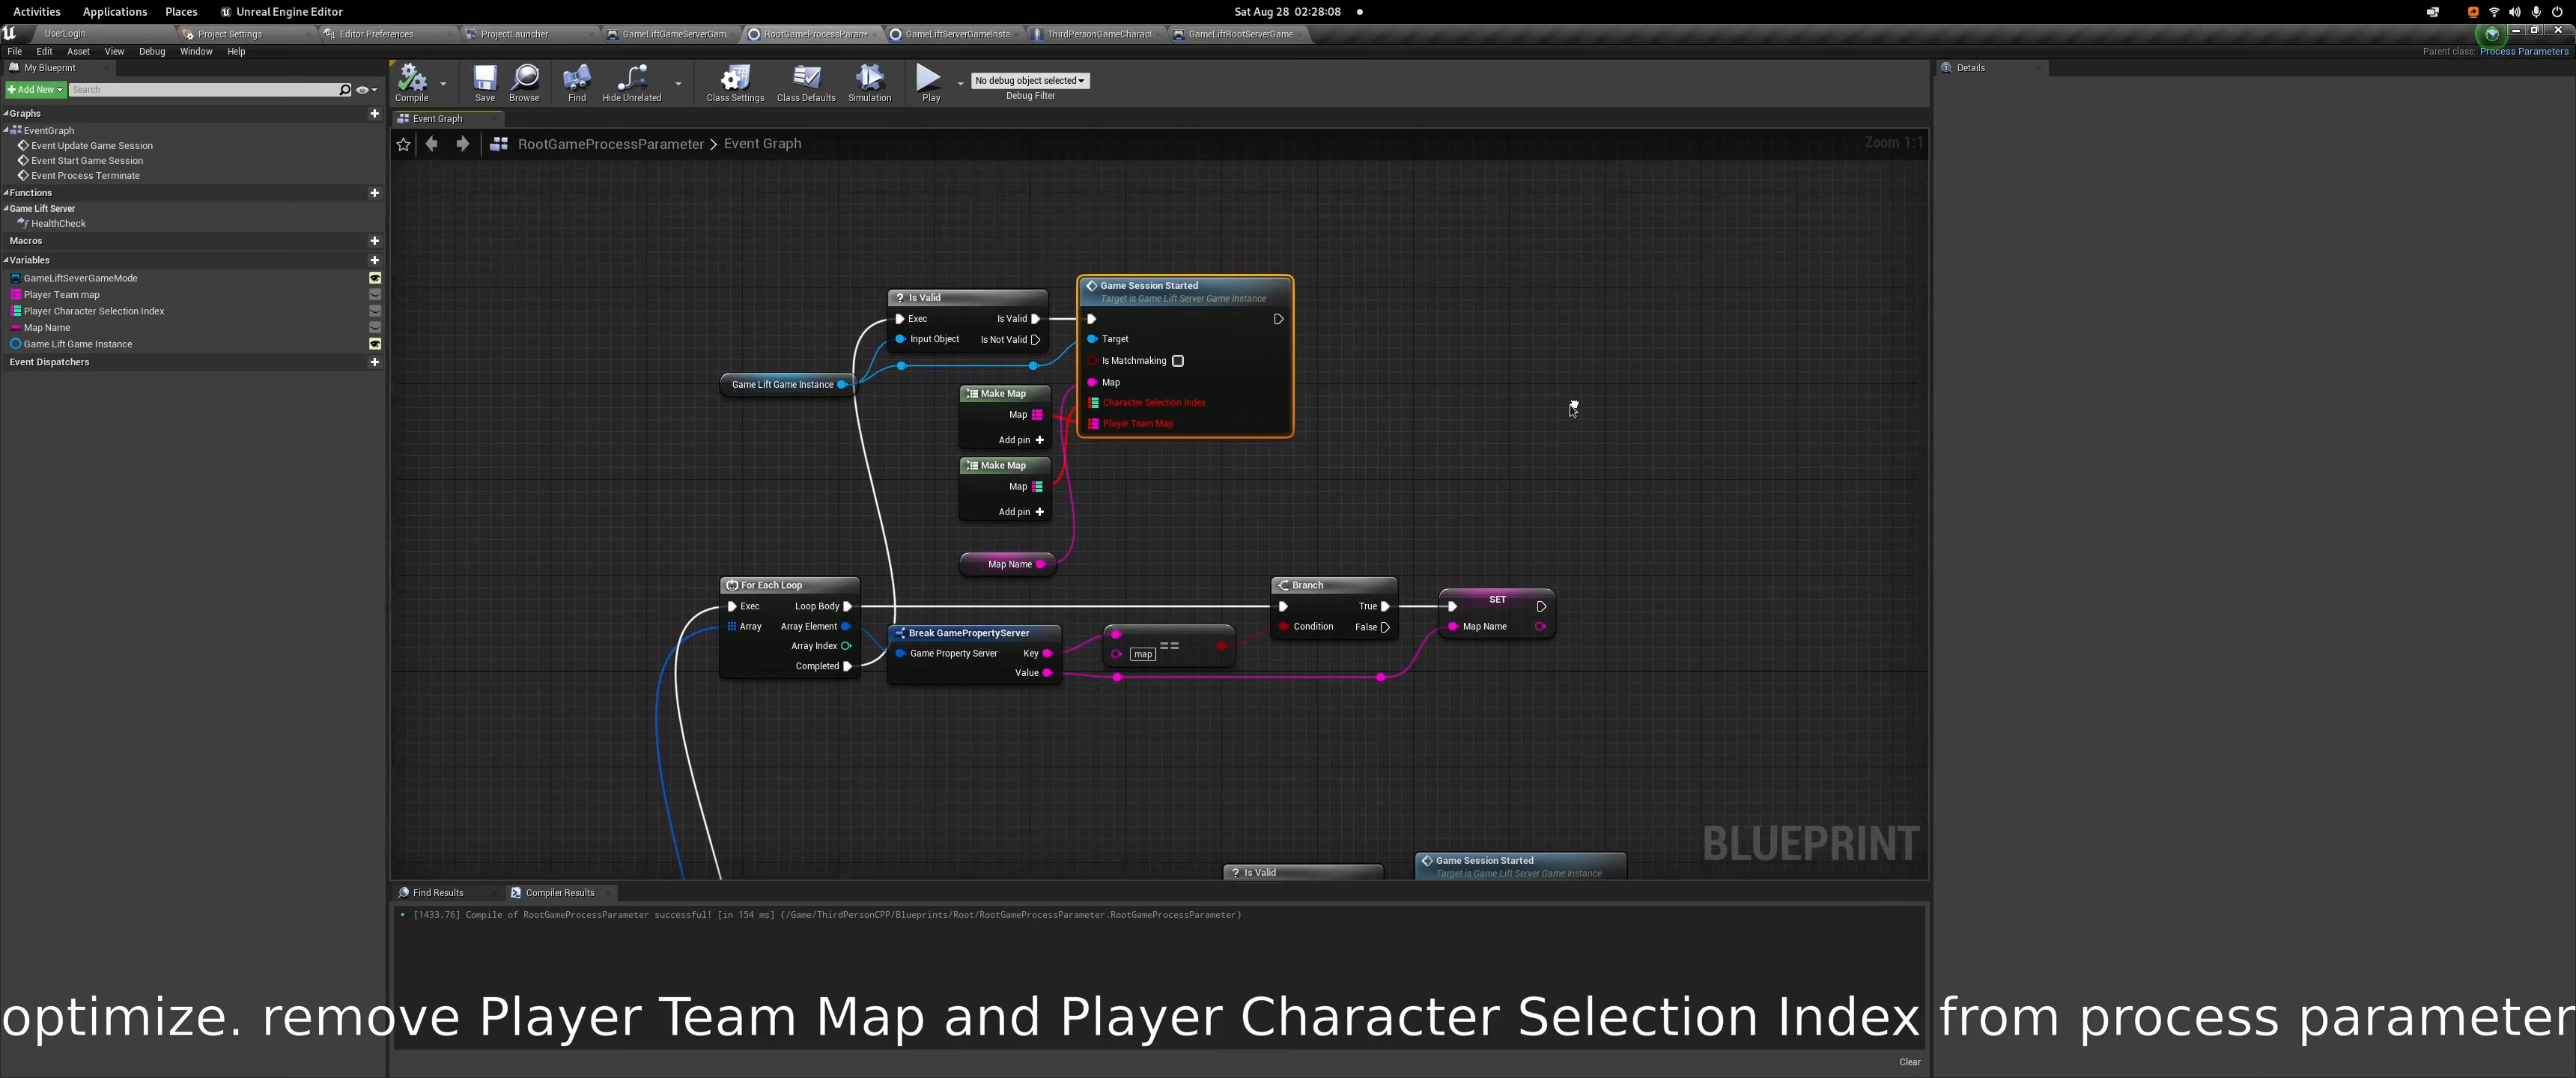 Activities Applications Places Unreal Engine Editor Sat Aug 28 02:28:08
UserLogin Project Settings Editor Preferences ProjectLauncher GameLiftGameServerGam RootGameProcessParam GameLiftServerGameInsta ThirdPersonGameCharact GameLiftRootServerGame
File Edit Asset View Debug Window Help Parent class: Process Parameters
My Blueprint
Details
Add New Search
Compile Save Browse Find Hide Unrelated Class Settings Class Defaults Simulation Play No debug object selected Debug Filter
Event Graph
RootGameProcessParameter > Event Graph Zoom 1:1
Graphs
EventGraph
Event Update Game Session
Event Start Game Session
Event Process Terminate
Functions
Game Lift Server
HealthCheck
Macros
Variables
GameLiftSeverGameMode
Player Team map
Player Character Selection Index
Map Name
Game Lift Game Instance
Event Dispatchers
? Is Valid
Exec Is Valid
Input Object Is Not Valid
Game Session Started
Target is Game Lift Server Game Instance
Target
Is Matchmaking
Map
Character Selection Index
Player Team Map
Game Lift Game Instance
Make Map
Map
Add pin +
Make Map
Map
Add pin +
Map Name
For Each Loop
Exec Loop Body
Array Array Element
Array Index
Completed
Break GamePropertyServer
Game Property Server Key
Value
map ==
Branch
True
Condition False
SET
Map Name
? Is Valid
Game Session Started
Target is Game Lift Server Game Instance
BLUEPRINT
Find Results Compiler Results
[1433.76] Compile of RootGameProcessParameter successful! [in 154 ms] (/Game/ThirdPersonCPP/Blueprints/Root/RootGameProcessParameter.RootGameProcessParameter)
optimize. remove Player Team Map and Player Character Selection Index from process parameter
Clear